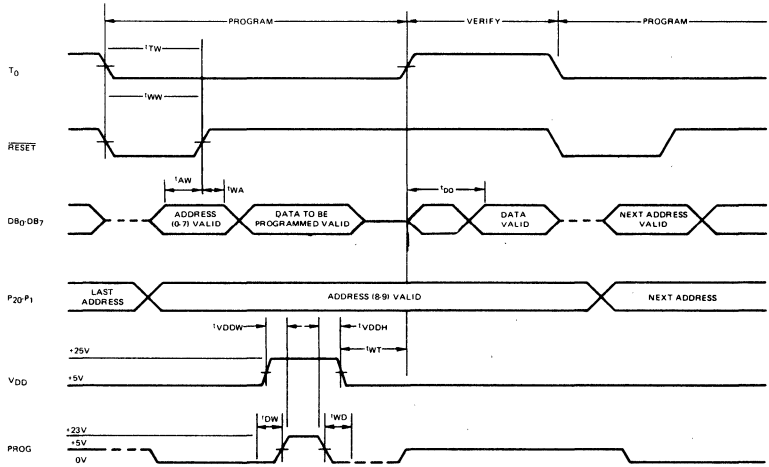 PROGRAM VERIFY PROGRAM
tTW
T0
tWW
RESET
tAW tWA tDO
DB0-DB7 ADDRESS (0-7) VALID DATA TO BE PROGRAMMED VALID DATA VALID NEXT ADDRESS VALID
P20-P1 LAST ADDRESS ADDRESS (8-9) VALID NEXT ADDRESS
tVDDW tVDDH
tWT
+25V
VDD +5V
tDW tWD
+23V
PROG +5V
0V